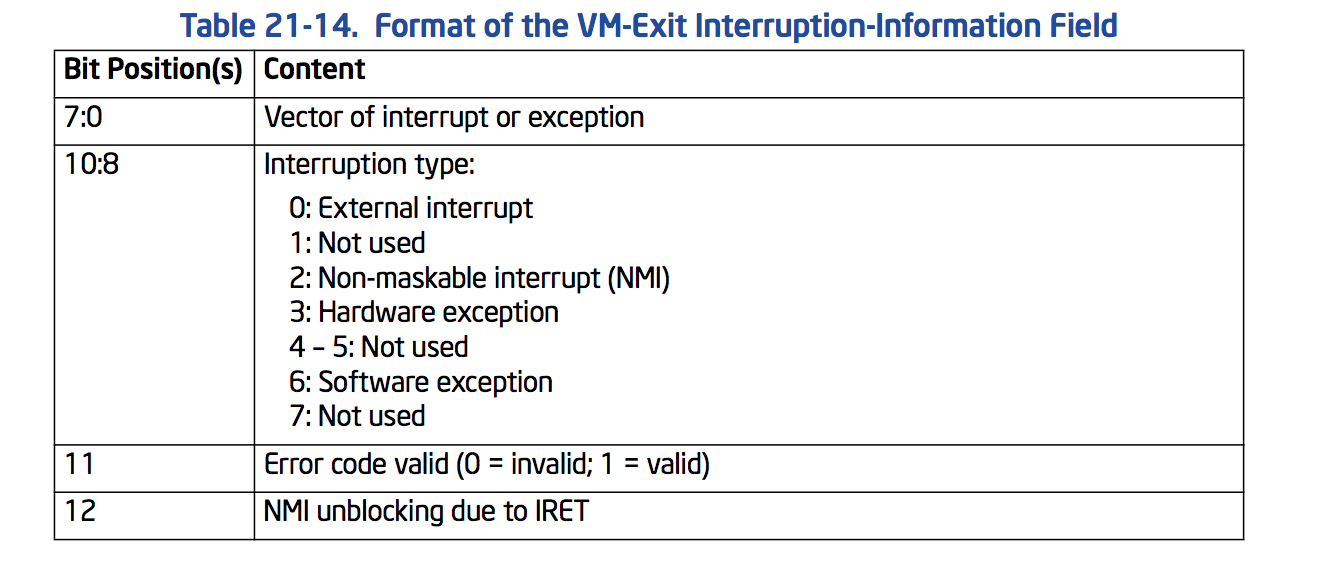 Table 21-14. Format of the VM-Exit Interruption-Information Field
Bit Position(s) Content
7:0 Vector of interrupt or exception
10:8 Interruption type:
0: External interrupt
1: Not used
2: Non-maskable interrupt (NMI)
3: Hardware exception
4 – 5: Not used
6: Software exception
7: Not used
11 Error code valid (0 = invalid; 1 = valid)
12 NMI unblocking due to IRET